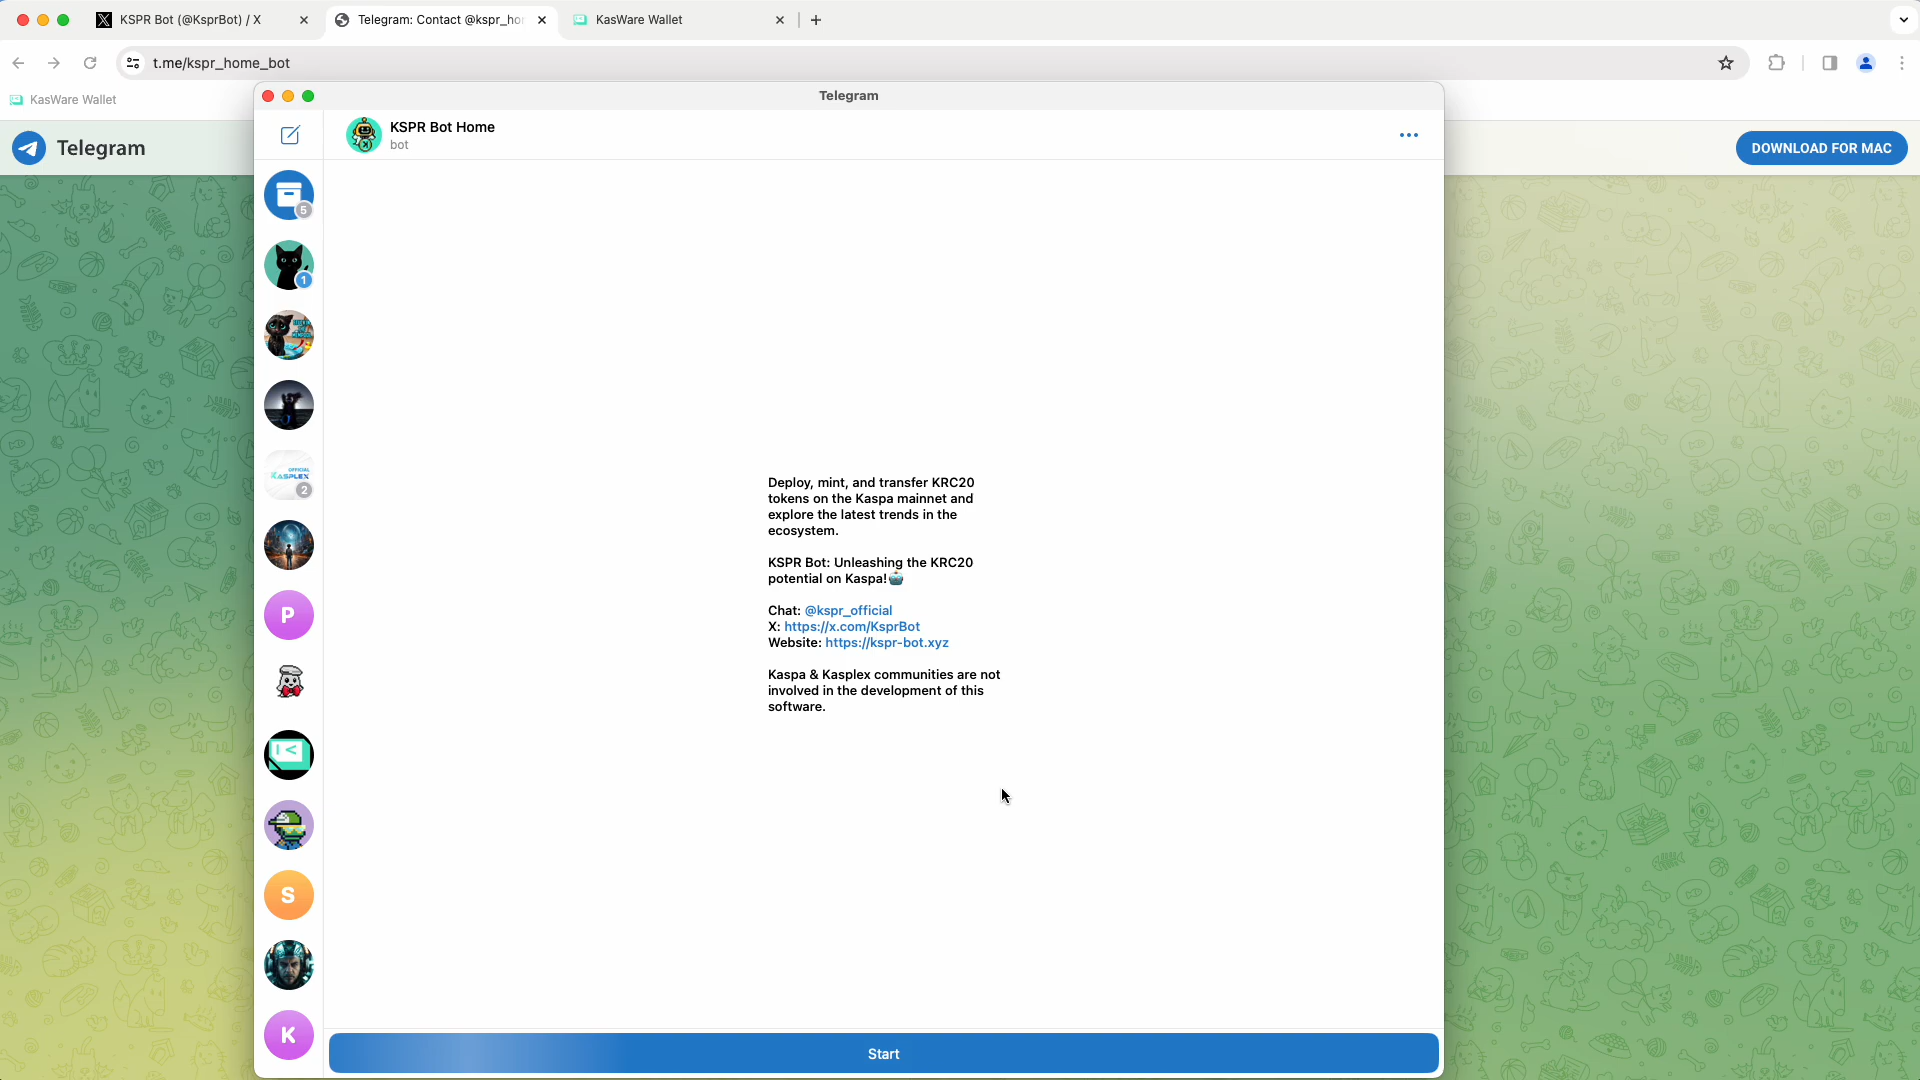 KSPR Bot (@KsprBot) / X
Telegram: Contact @kspr_ho
KasWare Wallet
t.me/kspr_home_bot
KasWare Wallet
Telegram
Telegram
DOWNLOAD FOR MAC
KSPR Bot Home
bot
5
1
OFFICIAL
KASPLEX
2
P
S
K
Deploy, mint, and transfer KRC20
tokens on the Kaspa mainnet and
explore the latest trends in the
ecosystem.
KSPR Bot: Unleashing the KRC20
potential on Kaspa!🤖
Chat: @kspr_official
X: https://x.com/KsprBot
Website: https://kspr-bot.xyz
Kaspa & Kasplex communities are not
involved in the development of this
software.
Start